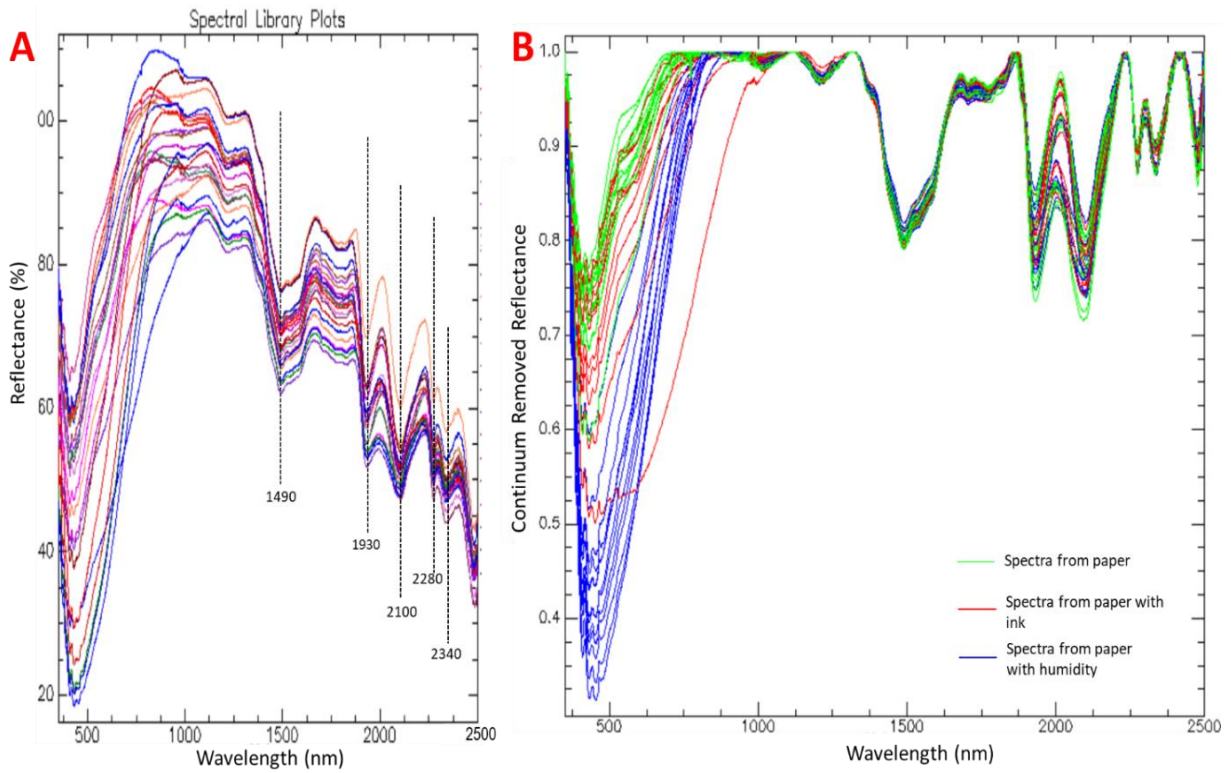 Spectral Library Plots
A
B
Reflectance (%)
00
80
60
40
20
1490
1930
2100
2280
2340
500
1000
1500
2000
2500
Wavelength (nm)
Continuum Removed Reflectance
1.0
0.9
0.8
0.7
0.6
0.5
0.4
Spectra from paper
Spectra from paper with
ink
Spectra from paper
with humidity
500
1000
1500
2000
2500
Wavelength (nm)